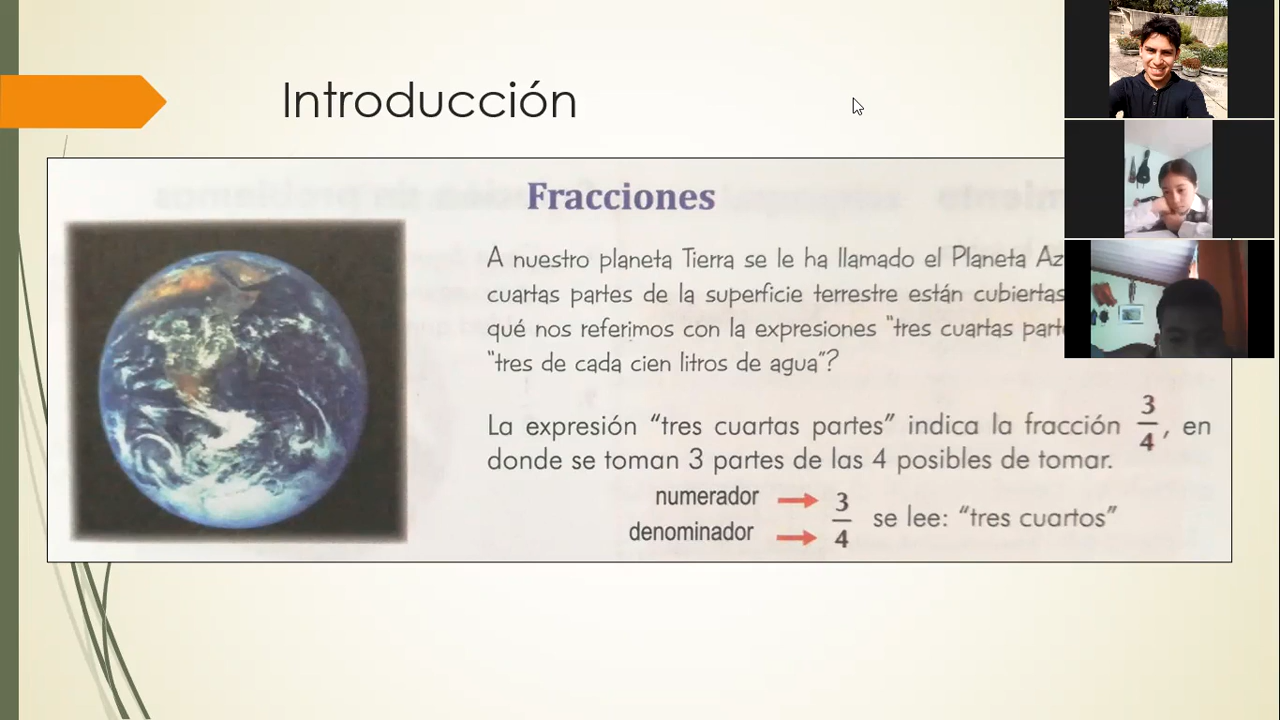 Introducción
Fracciones
A nuestro planeta Tierra se le ha llamado el Planeta Az
cuartas partes de la superficie terrestre están cubiertas
qué nos referimos con la expresiones "tres cuartas part
"tres de cada cien litros de agua"?
La expresión "tres cuartas partes" indica la fracción 3/4, en
donde se toman 3 partes de las 4 posibles de tomar.
numerador → 3
denominador → 4 se lee: "tres cuartos"